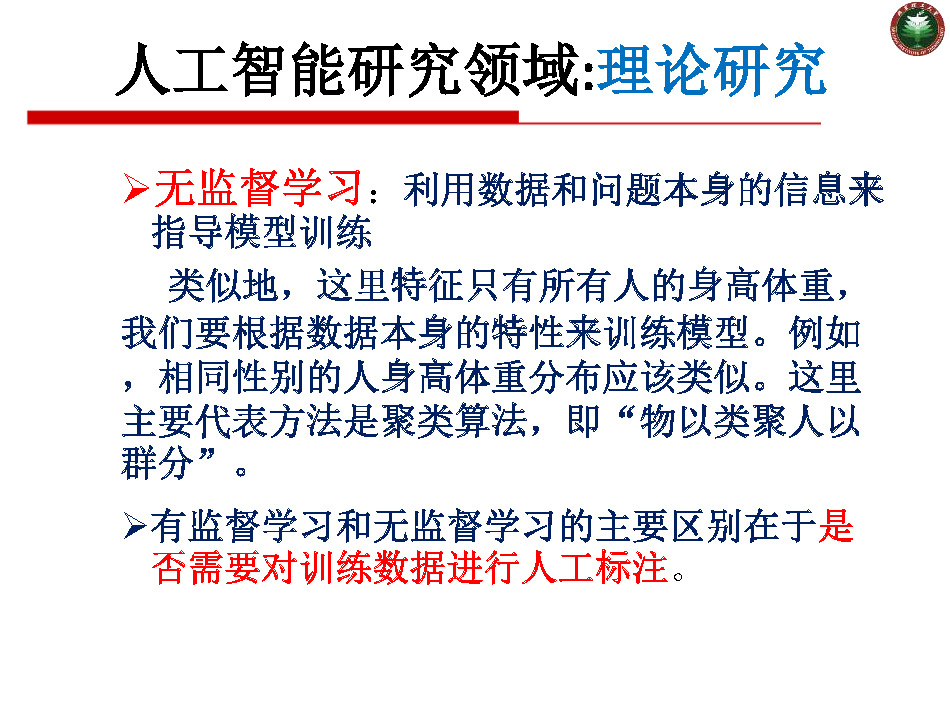 人工智能研究领域:理论研究
➢无监督学习：利用数据和问题本身的信息来
指导模型训练
类似地，这里特征只有所有人的身高体重，
我们要根据数据本身的特性来训练模型。例如
，相同性别的人身高体重分布应该类似。这里
主要代表方法是聚类算法，即“物以类聚人以
群分”。
➢有监督学习和无监督学习的主要区别在于是
否需要对训练数据进行人工标注。